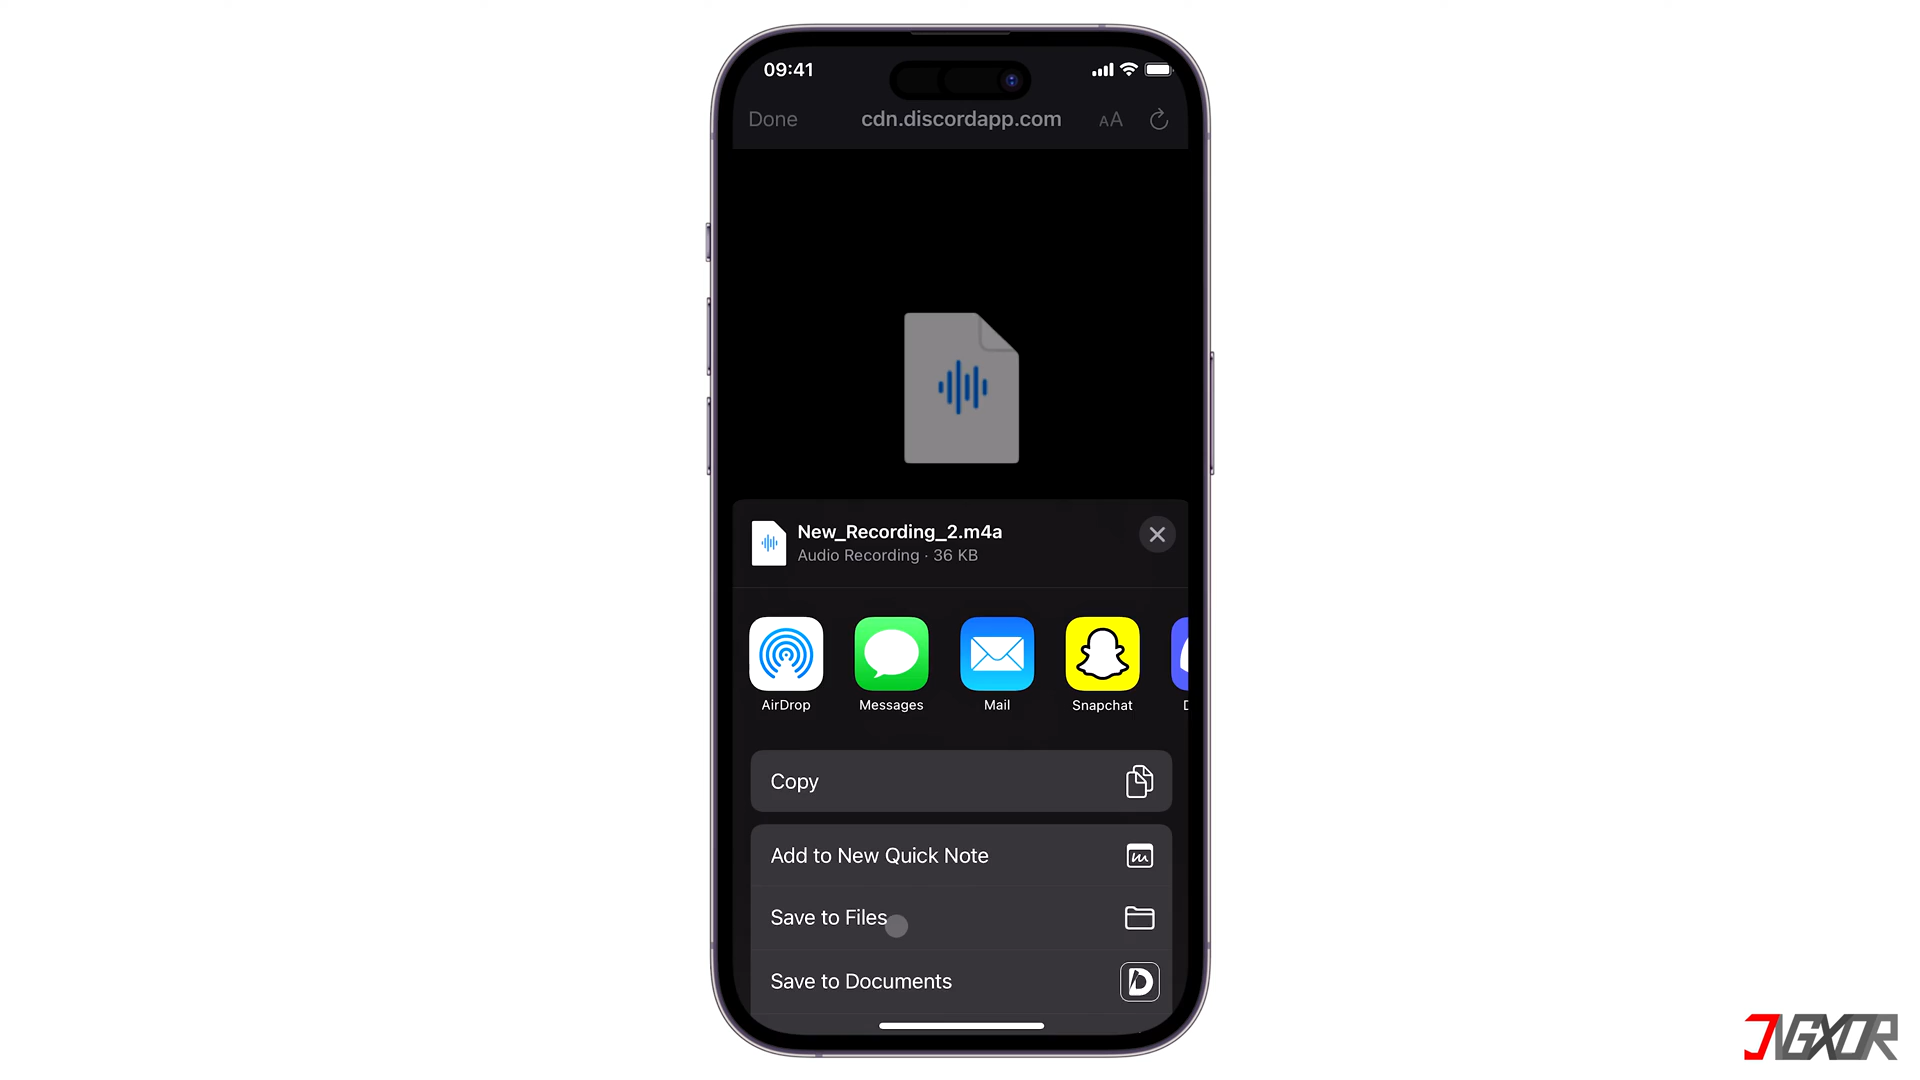 09:41
Done
cdn.discordapp.com
AA
New_Recording_2.m4a
Audio Recording · 36 KB
AirDrop
Messages
Mail
Snapchat
D
Copy
Add to New Quick Note
Save to Files
Save to Documents
JIGXOR